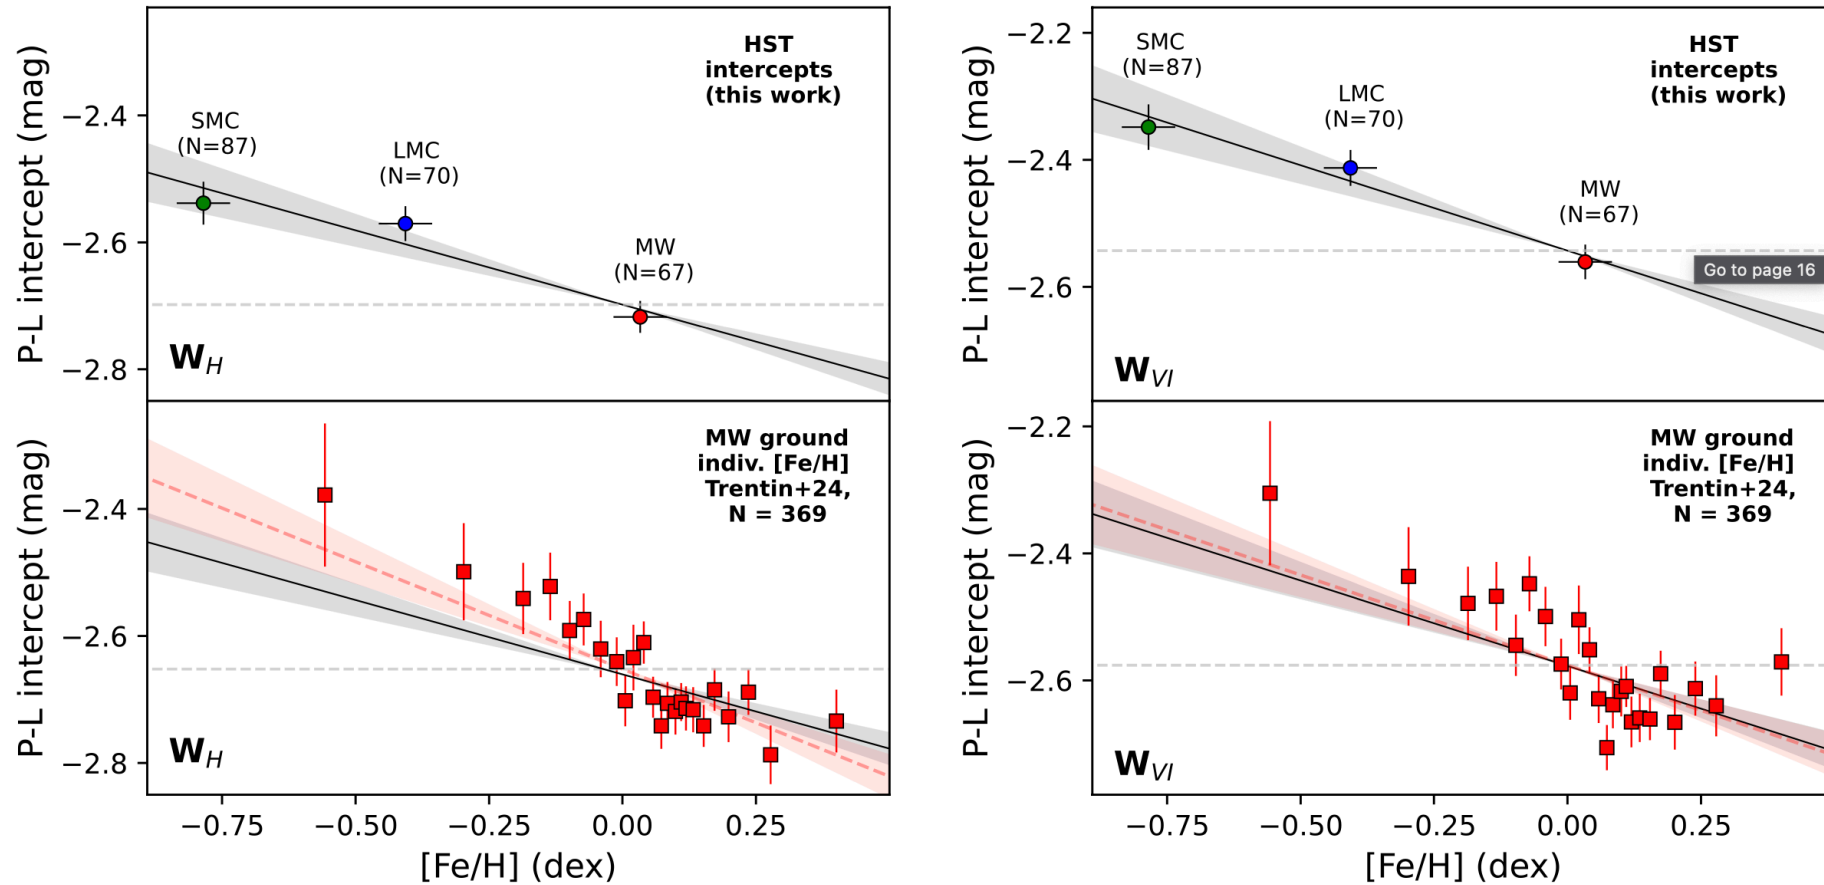 P-L intercept (mag)
−2.4
−2.6
−2.8
SMC
(N=87)
LMC
(N=70)
MW
(N=67)
HST
intercepts
(this work)
W_H
P-L intercept (mag)
−2.2
−2.4
−2.6
SMC
(N=87)
LMC
(N=70)
MW
(N=67)
HST
intercepts
(this work)
Go to page 16
W_VI
P-L intercept (mag)
−2.4
−2.6
−2.8
MW ground
indiv. [Fe/H]
Trentin+24,
N = 369
W_H
−0.75 −0.50 −0.25 0.00 0.25
[Fe/H] (dex)
P-L intercept (mag)
−2.2
−2.4
−2.6
MW ground
indiv. [Fe/H]
Trentin+24,
N = 369
W_VI
−0.75 −0.50 −0.25 0.00 0.25
[Fe/H] (dex)